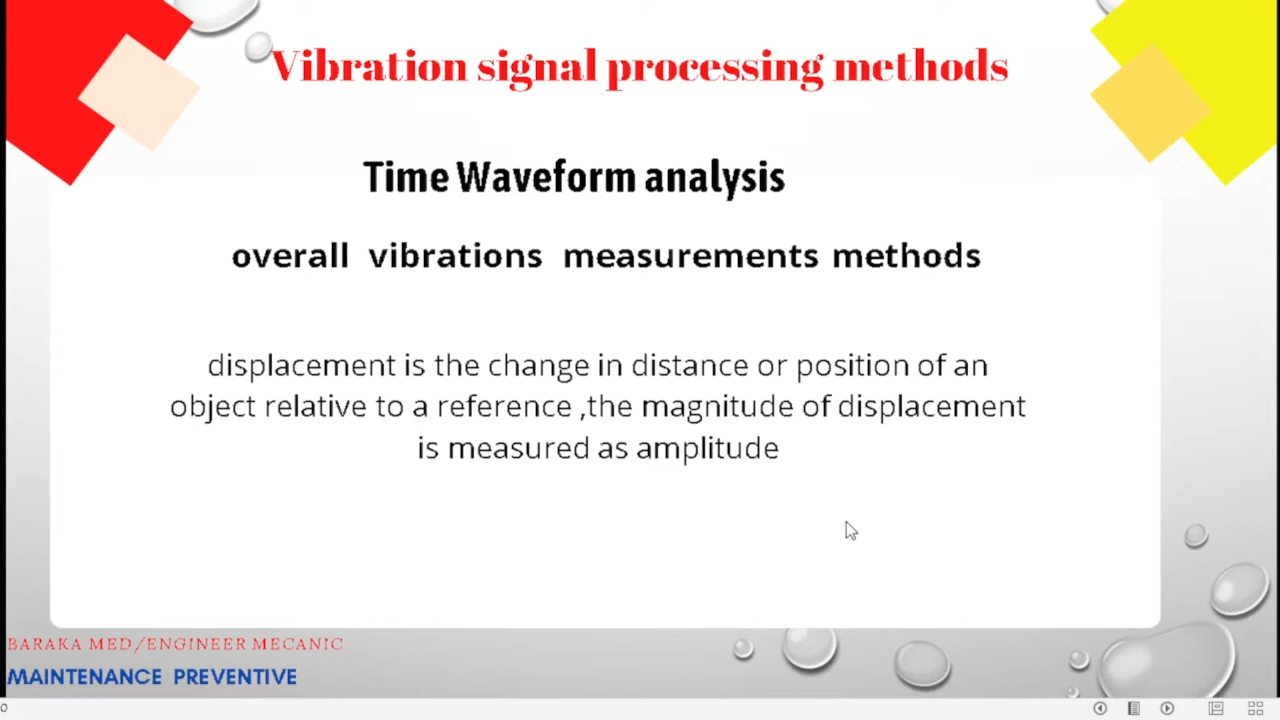 Vibration signal processing methods
Time Waveform analysis
overall vibrations measurements methods
displacement is the change in distance or position of an
object relative to a reference ,the magnitude of displacement
is measured as amplitude
BARAKA MED/ENGINEER MECANIC
MAINTENANCE PREVENTIVE